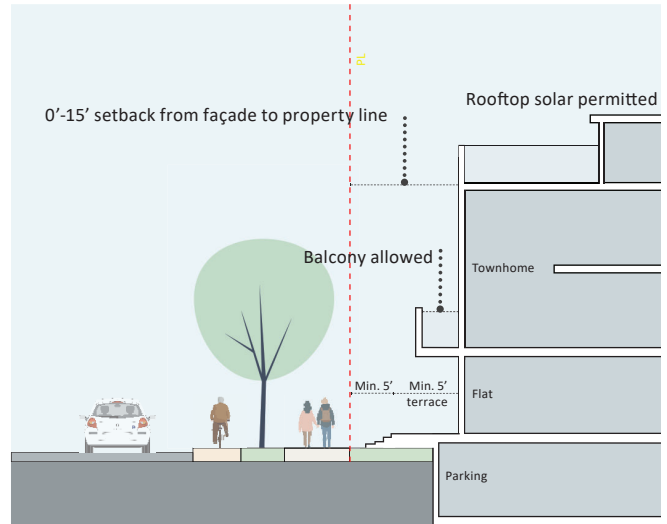 PL
Rooftop solar permitted
0'-15' setback from façade to property line
Balcony allowed
Townhome
Min. 5' Min. 5'
terrace
Flat
Parking